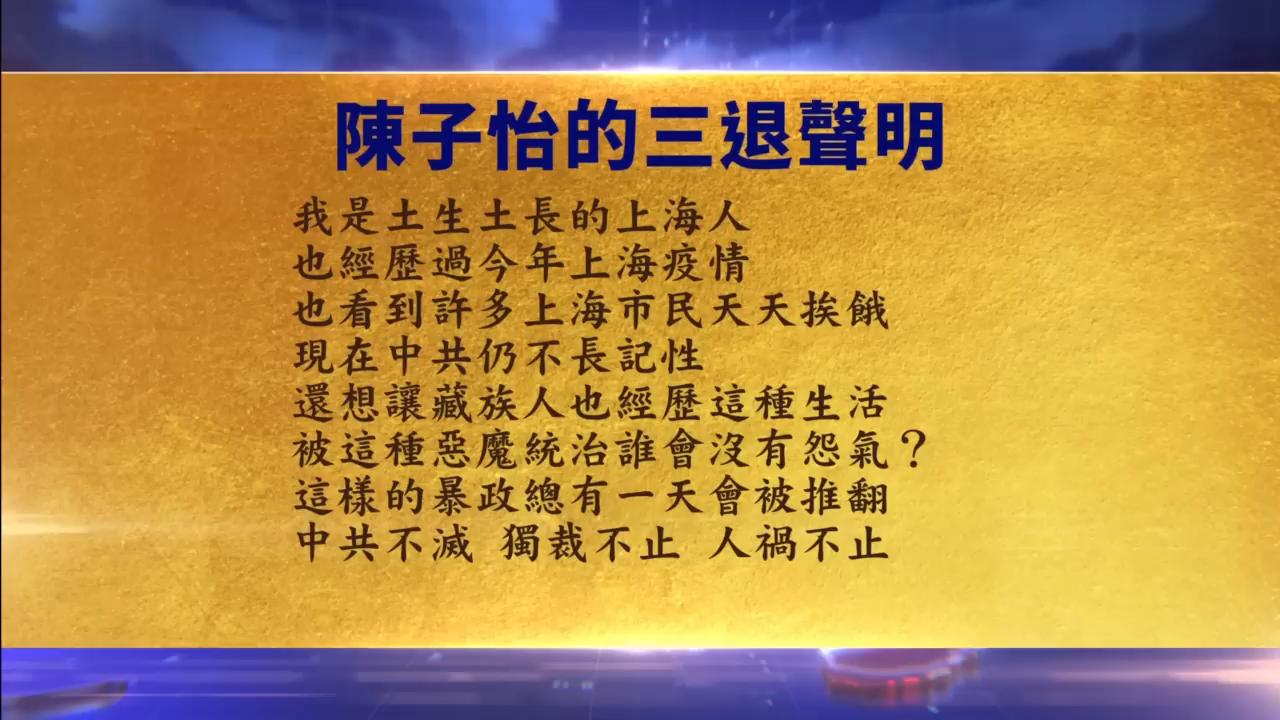 陳子怡的三退聲明
我是土生土長的上海人
也經歷過今年上海疫情
也看到許多上海市民天天挨餓
現在中共仍不長記性
還想讓藏族人也經歷這種生活
被這種惡魔統治誰會沒有怨氣？
這樣的暴政總有一天會被推翻
中共不滅 獨裁不止 人禍不止